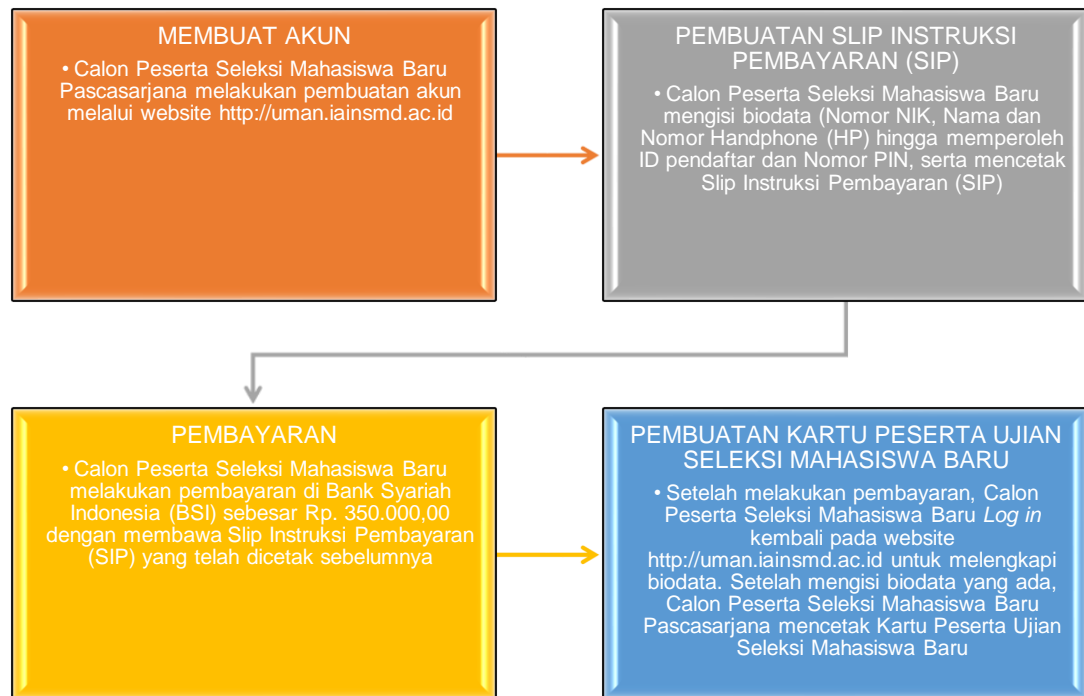 MEMBUAT AKUN
• Calon Peserta Seleksi Mahasiswa Baru
Pascasarjana melakukan pembuatan akun
melalui website http://uman.iainsmd.ac.id
PEMBUATAN SLIP INSTRUKSI
PEMBAYARAN (SIP)
• Calon Peserta Seleksi Mahasiswa Baru
mengisi biodata (Nomor NIK, Nama dan
Nomor Handphone (HP) hingga memperoleh
ID pendaftar dan Nomor PIN, serta mencetak
Slip Instruksi Pembayaran (SIP)
PEMBAYARAN
• Calon Peserta Seleksi Mahasiswa Baru
melakukan pembayaran di Bank Syariah
Indonesia (BSI) sebesar Rp. 350.000,00
dengan membawa Slip Instruksi Pembayaran
(SIP) yang telah dicetak sebelumnya
PEMBUATAN KARTU PESERTA UJIAN
SELEKSI MAHASISWA BARU
• Setelah melakukan pembayaran, Calon
Peserta Seleksi Mahasiswa Baru Log in
kembali pada website
http://uman.iainsmd.ac.id untuk melengkapi
biodata. Setelah mengisi biodata yang ada,
Calon Peserta Seleksi Mahasiswa Baru
Pascasarjana mencetak Kartu Peserta Ujian
Seleksi Mahasiswa Baru